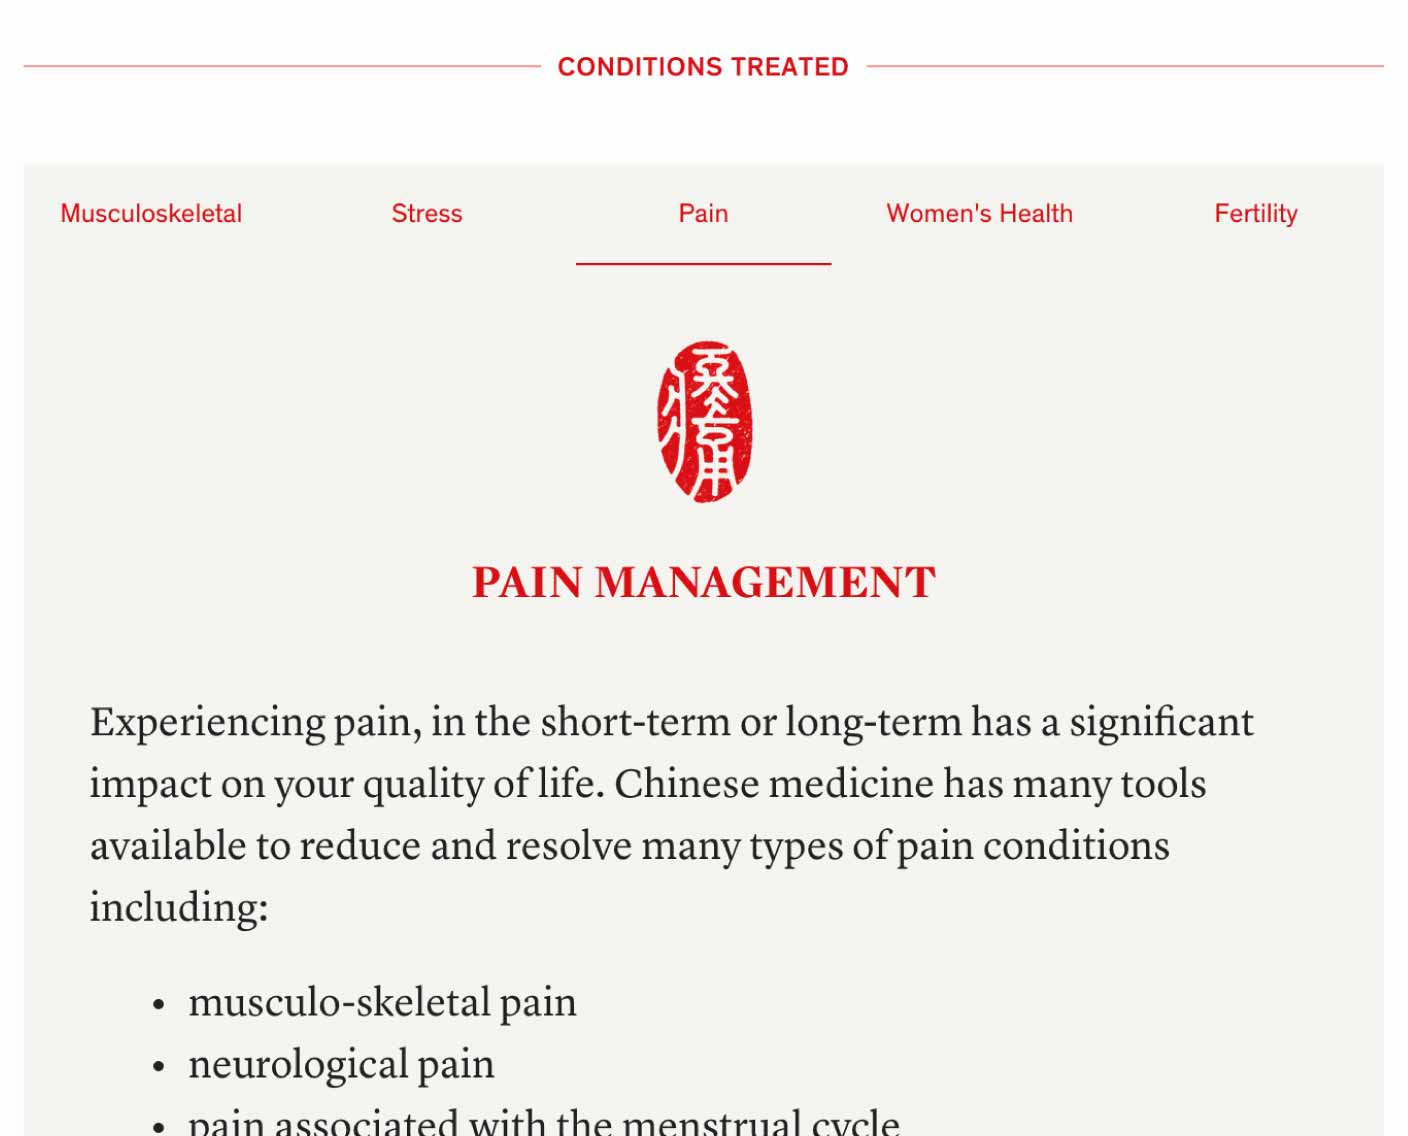 CONDITIONS TREATED
Musculoskeletal Stress Pain Women's Health Fertility
PAIN MANAGEMENT
Experiencing pain, in the short-term or long-term has a significant
impact on your quality of life. Chinese medicine has many tools
available to reduce and resolve many types of pain conditions
including:
• musculo-skeletal pain
• neurological pain
• pain associated with the menstrual cycle